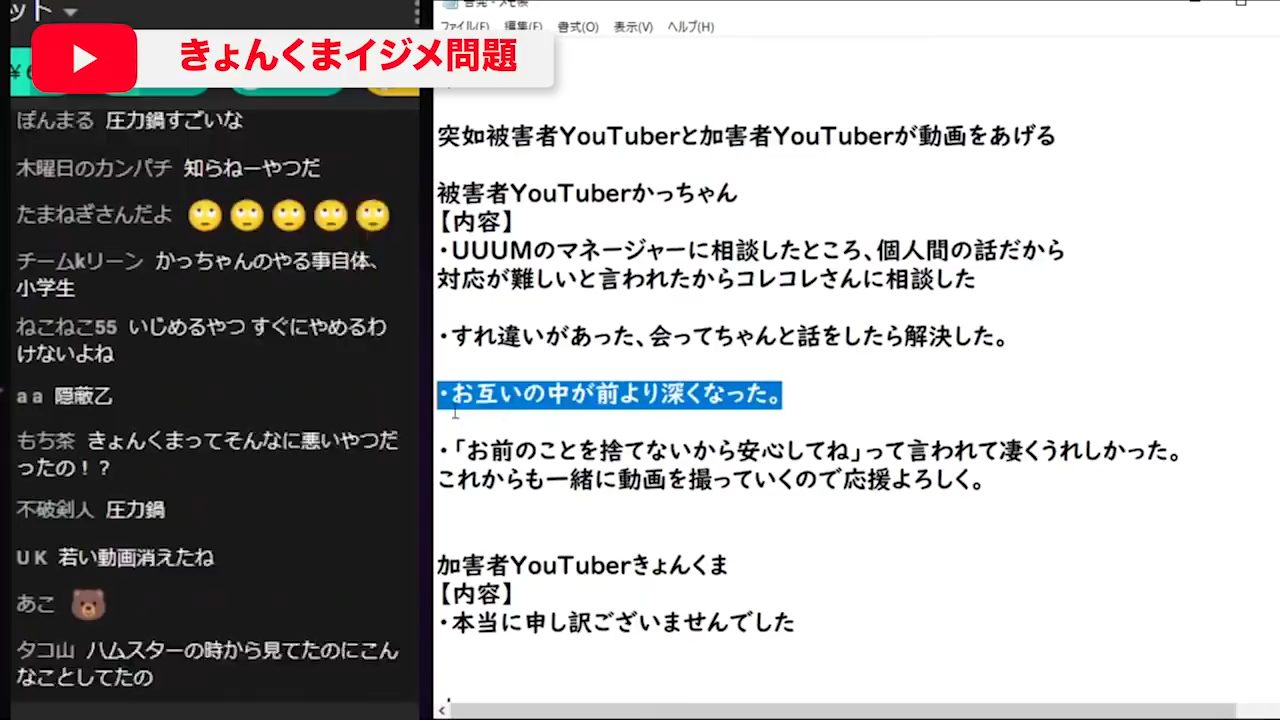 ット
きょんくまイジメ問題
ファイル(F) 編集(E) 書式(O) 表示(V) ヘルプ(H)
ぽんまる 圧力鍋すごいな
木曜日のカンパチ 知らねーやつだ
たまねぎさんだよ 🙄🙄🙄🙄🙄
チームkリーン かっちゃんのやる事自体、
小学生
ねこねこ55 いじめるやつ すぐにやめるわ
けないよね
a a 隠蔽乙
もち茶 きょんくまってそんなに悪いやつだ
ったの！？
不破剣人 圧力鍋
U K 若い動画消えたね
あこ 🐻
タコ山 ハムスターの時から見てたのにこん
なことしてたの
突如被害者YouTuberと加害者YouTuberが動画をあげる
被害者YouTuberかっちゃん
【内容】
・UUUMのマネージャーに相談したところ、個人間の話だから
対応が難しいと言われたからコレコレさんに相談した
・すれ違いがあった、会ってちゃんと話をしたら解決した。
・お互いの中が前より深くなった。
・「お前のことを捨てないから安心してね」って言われて凄くうれしかった。
これからも一緒に動画を撮っていくので応援よろしく。
加害者YouTuberきょんくま
【内容】
・本当に申し訳ございませんでした